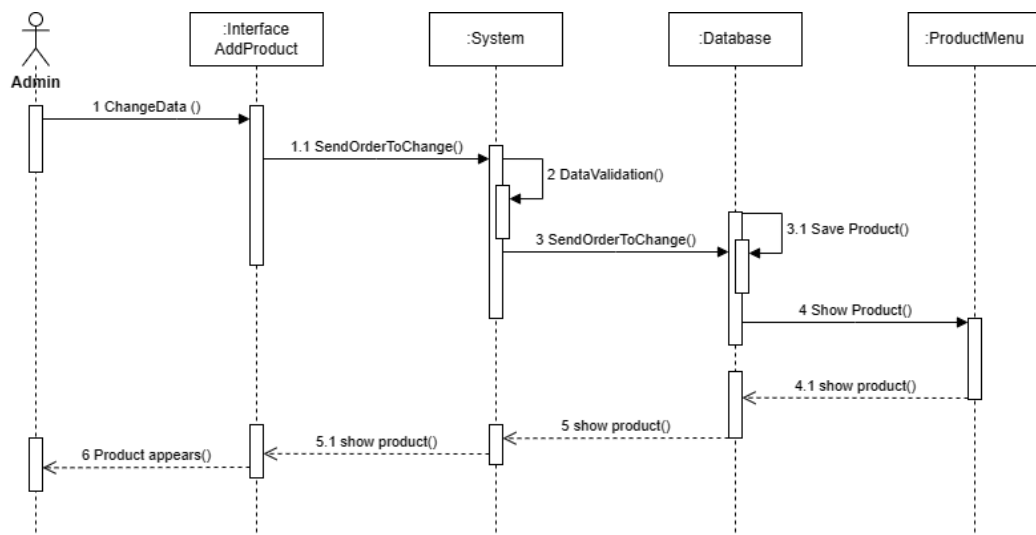 :Interface
AddProduct
:System
:Database
:ProductMenu
Admin
1 ChangeData ()
1.1 SendOrderToChange()
2 DataValidation()
3 SendOrderToChange()
3.1 Save Product()
4 Show Product()
4.1 show product()
5 show product()
5.1 show product()
6 Product appears()